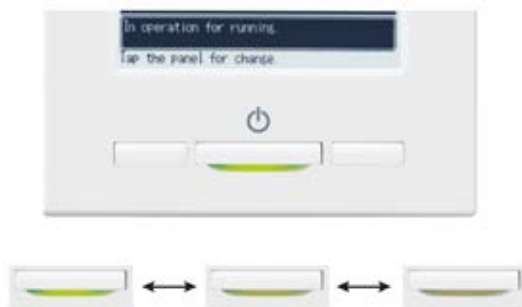 In operation for running.
Tap the panel for change.